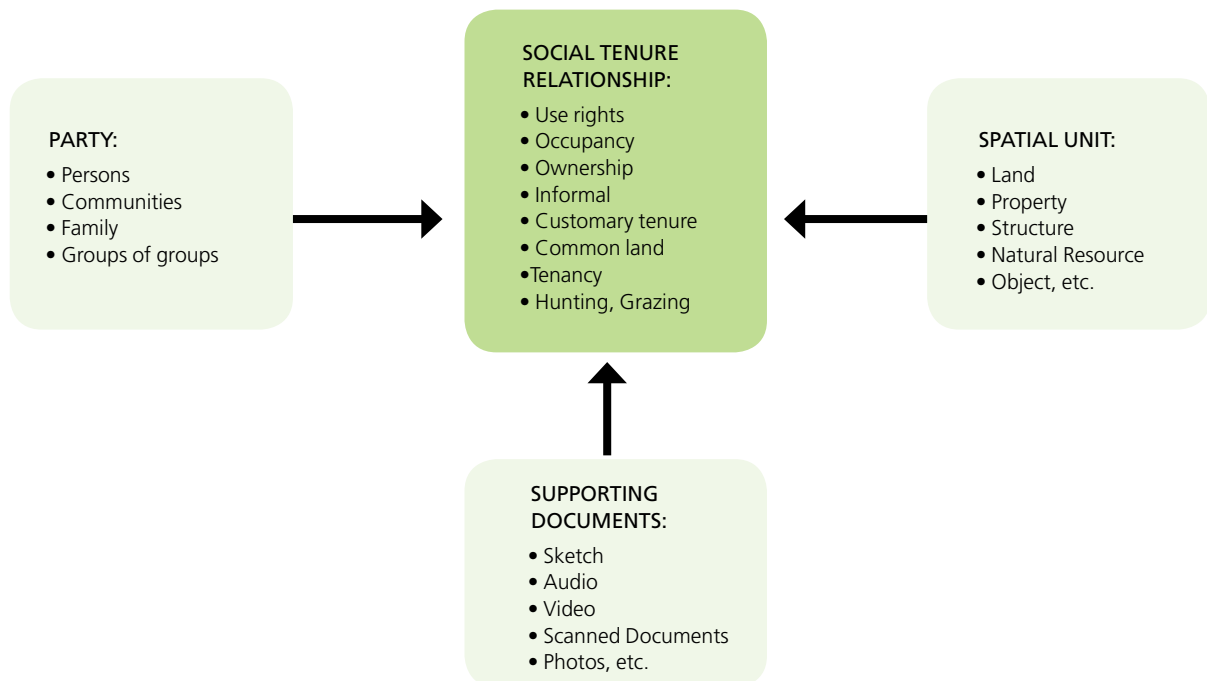 PARTY:
• Persons
• Communities
• Family
• Groups of groups
SOCIAL TENURE
RELATIONSHIP:
• Use rights
• Occupancy
• Ownership
• Informal
• Customary tenure
• Common land
•Tenancy
• Hunting, Grazing
SPATIAL UNIT:
• Land
• Property
• Structure
• Natural Resource
• Object, etc.
SUPPORTING
DOCUMENTS:
• Sketch
• Audio
• Video
• Scanned Documents
• Photos, etc.